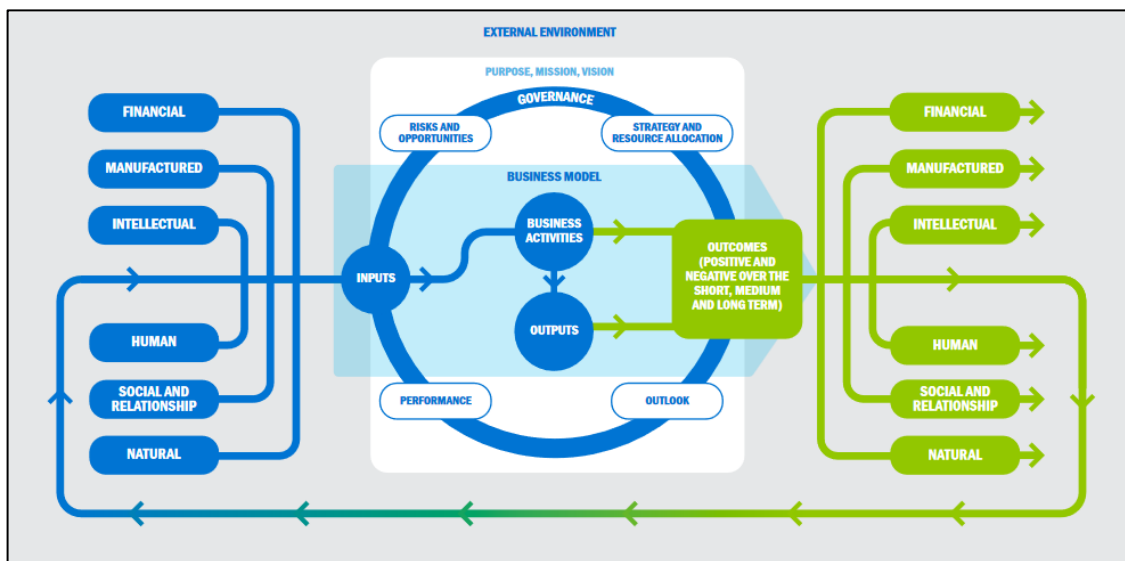 EXTERNAL ENVIRONMENT
PURPOSE, MISSION, VISION
GOVERNANCE
RISKS AND
OPPORTUNITIES
STRATEGY AND
RESOURCE ALLOCATION
FINANCIAL
MANUFACTURED
INTELLECTUAL
HUMAN
SOCIAL AND
RELATIONSHIP
NATURAL
BUSINESS MODEL
INPUTS
BUSINESS
ACTIVITIES
OUTPUTS
OUTCOMES
(POSITIVE AND
NEGATIVE OVER THE
SHORT, MEDIUM
AND LONG TERM)
PERFORMANCE
OUTLOOK
FINANCIAL
MANUFACTURED
INTELLECTUAL
HUMAN
SOCIAL AND
RELATIONSHIP
NATURAL